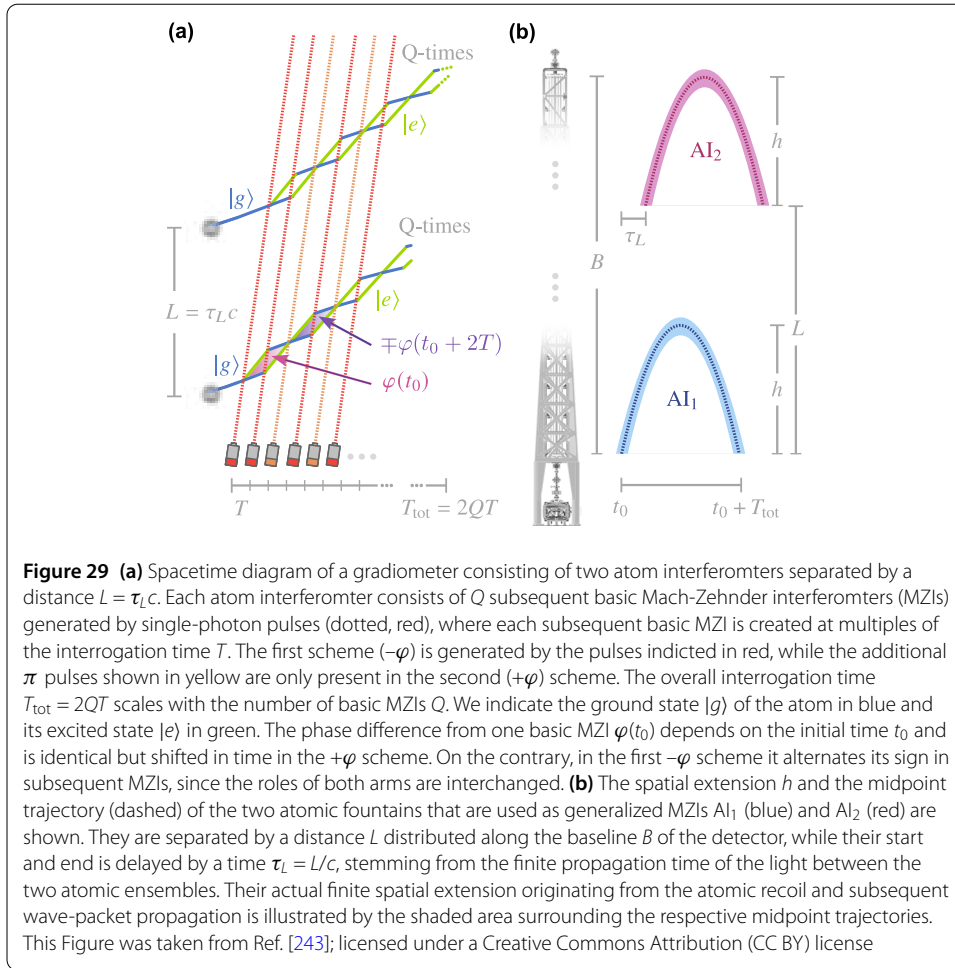 (a)
(b)
Q-times
|e⟩
|g⟩
Q-times
|e⟩
L = τ_L c
|g⟩
∓φ(t₀ + 2T)
φ(t₀)
T
T_tot = 2QT
B
AI₂
h
τ_L
L
AI₁
h
t₀
t₀ + T_tot
Figure 29 (a) Spacetime diagram of a gradiometer consisting of two atom interferomters separated by a
distance L = τ_L c. Each atom interferomter consists of Q subsequent basic Mach-Zehnder interferomters (MZIs)
generated by single-photon pulses (dotted, red), where each subsequent basic MZI is created at multiples of
the interrogation time T. The first scheme (–φ) is generated by the pulses indicted in red, while the additional
π pulses shown in yellow are only present in the second (+φ) scheme. The overall interrogation time
T_tot = 2QT scales with the number of basic MZIs Q. We indicate the ground state |g⟩ of the atom in blue and
its excited state |e⟩ in green. The phase difference from one basic MZI φ(t₀) depends on the initial time t₀ and
is identical but shifted in time in the +φ scheme. On the contrary, in the first –φ scheme it alternates its sign in
subsequent MZIs, since the roles of both arms are interchanged. (b) The spatial extension h and the midpoint
trajectory (dashed) of the two atomic fountains that are used as generalized MZIs AI₁ (blue) and AI₂ (red) are
shown. They are separated by a distance L distributed along the baseline B of the detector, while their start
and end is delayed by a time τ_L = L/c, stemming from the finite propagation time of the light between the
two atomic ensembles. Their actual finite spatial extension originating from the atomic recoil and subsequent
wave-packet propagation is illustrated by the shaded area surrounding the respective midpoint trajectories.
This Figure was taken from Ref. [243]; licensed under a Creative Commons Attribution (CC BY) license